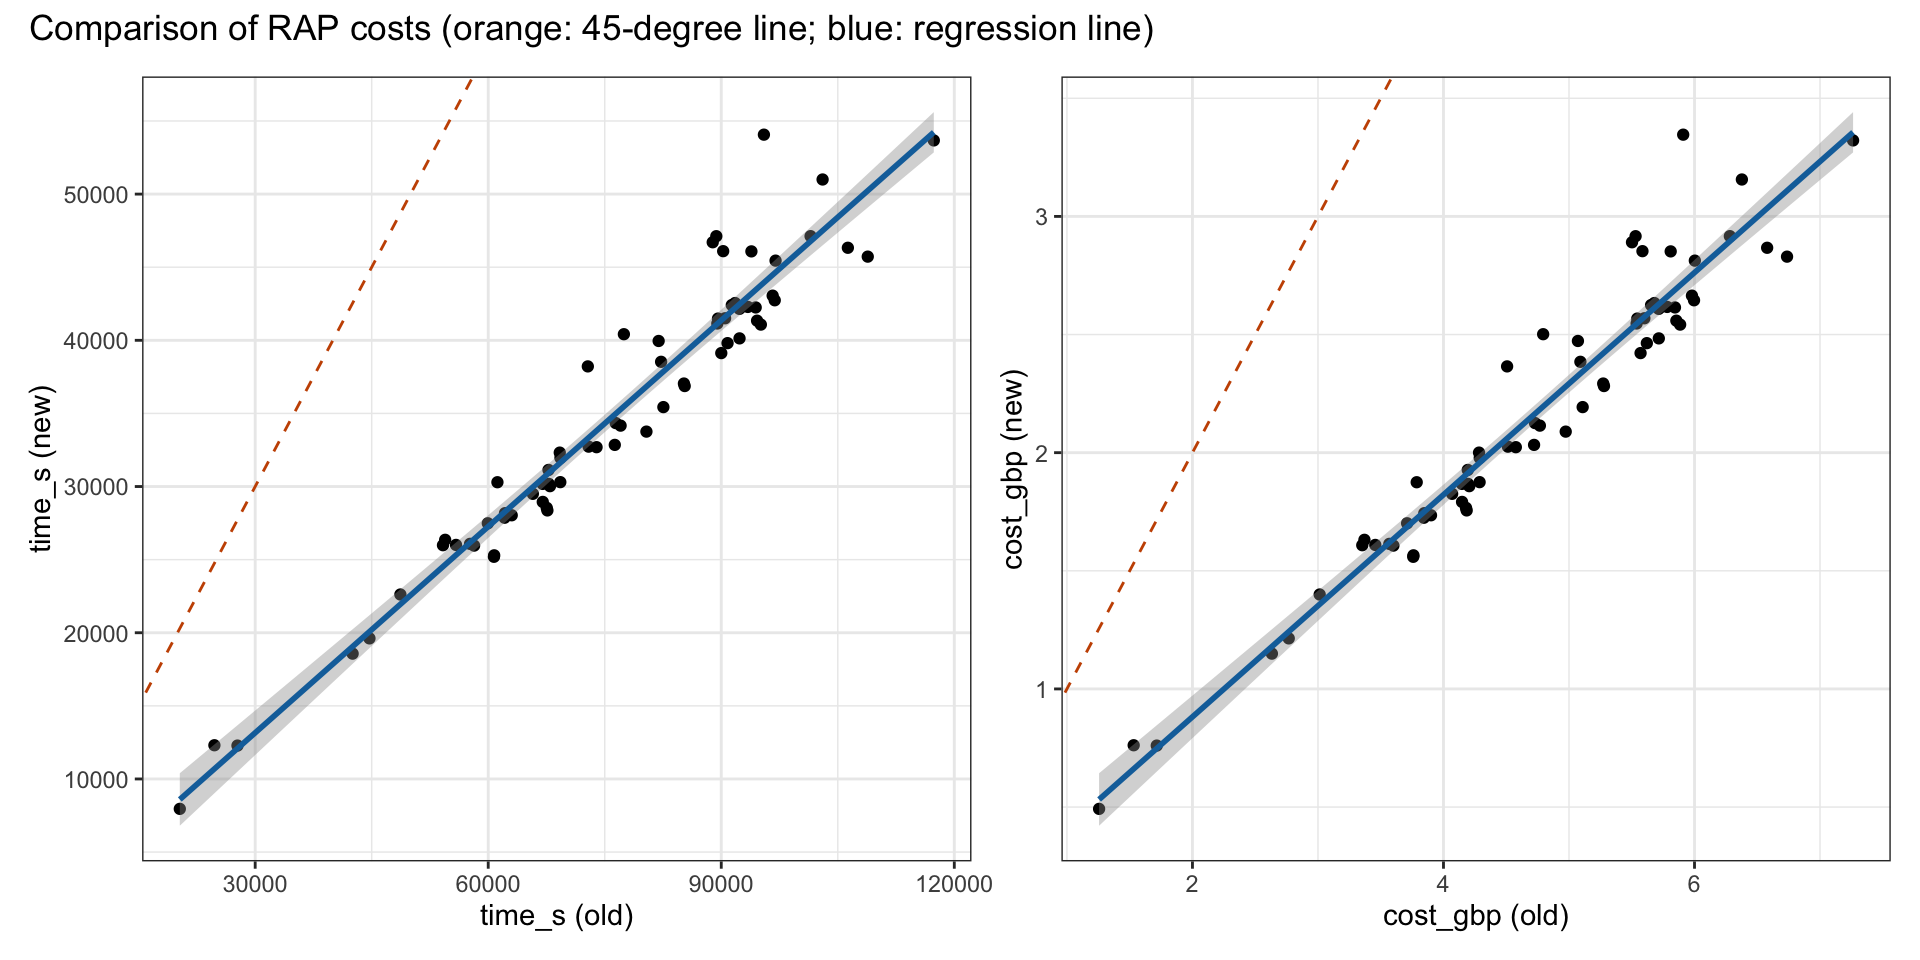 Comparison of RAP costs (orange: 45-degree line; blue: regression line)
time_s (new)
50000
40000
30000
20000
10000
30000 60000 90000 120000
time_s (old)
cost_gbp (new)
3
2
1
2 4 6
cost_gbp (old)